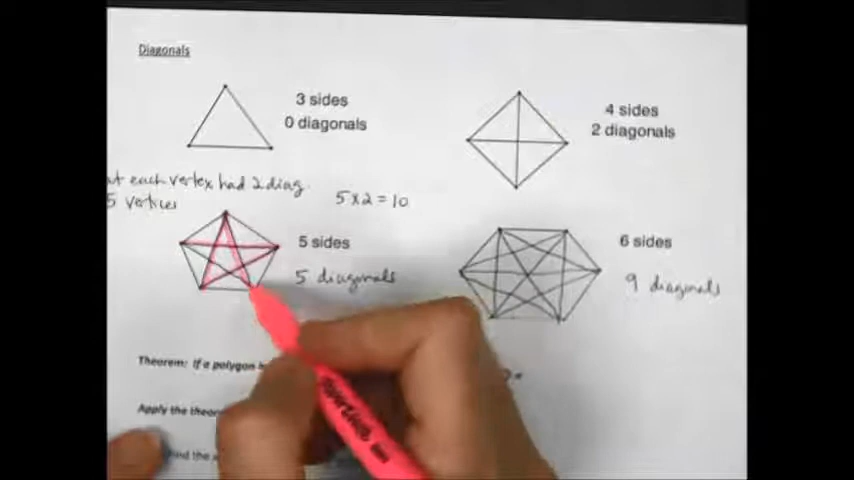 Diagonals
3 sides
0 diagonals
4 sides
2 diagonals
at each vertex had 2 diag.
5 vertices
5 x 2 = 10
5 sides
5 diagonals
6 sides
9 diagonals
Theorem: If a polygon
Apply the